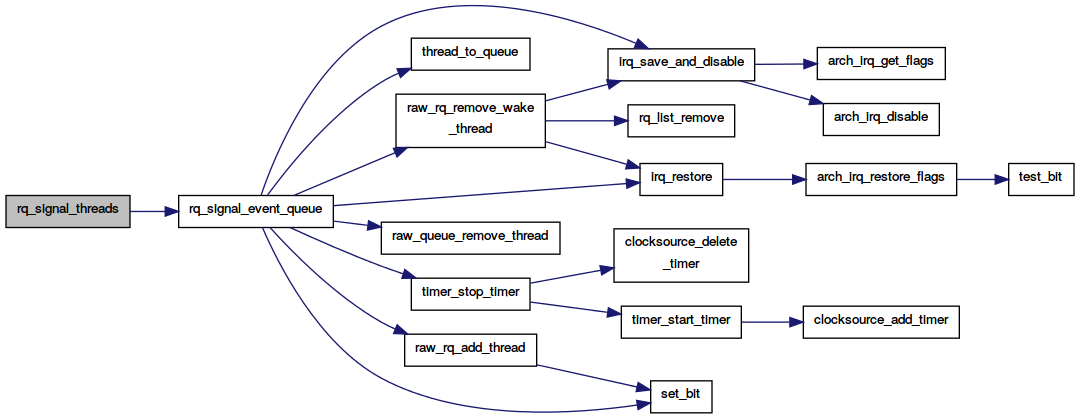 rq_signal_threads
rq_signal_event_queue
thread_to_queue
raw_rq_remove_wake
_thread
raw_queue_remove_thread
timer_stop_timer
raw_rq_add_thread
irq_save_and_disable
rq_list_remove
irq_restore
clocksource_delete
_timer
timer_start_timer
set_bit
arch_irq_get_flags
arch_irq_disable
arch_irq_restore_flags
clocksource_add_timer
test_bit